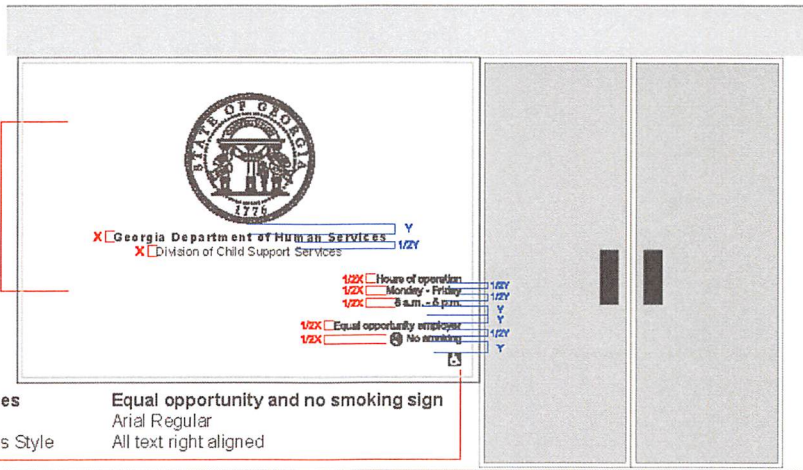 STATE OF GEORGIA
1776
Y
X Georgia Department of Human Services
1/2Y
X Division of Child Support Services
1/2X Hours of operation
1/2Y
1/2X Monday - Friday
1/2Y
1/2X 8 a.m. - 5 p.m.
Y
Y
1/2X Equal opportunity employer
1/2Y
1/2X No smoking
Y
es
Equal opportunity and no smoking sign
Arial Regular
s Style
All text right aligned